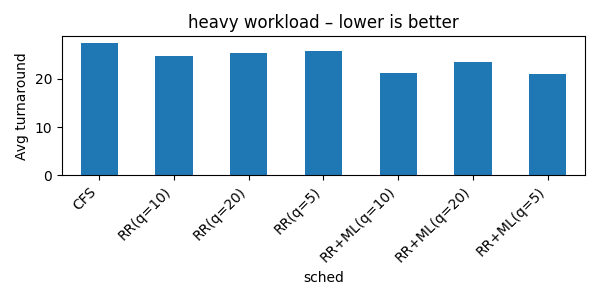 heavy workload – lower is better
Avg turnaround
20
10
0
CFS
RR(q=10)
RR(q=20)
RR(q=5)
RR+ML(q=10)
RR+ML(q=20)
RR+ML(q=5)
sched